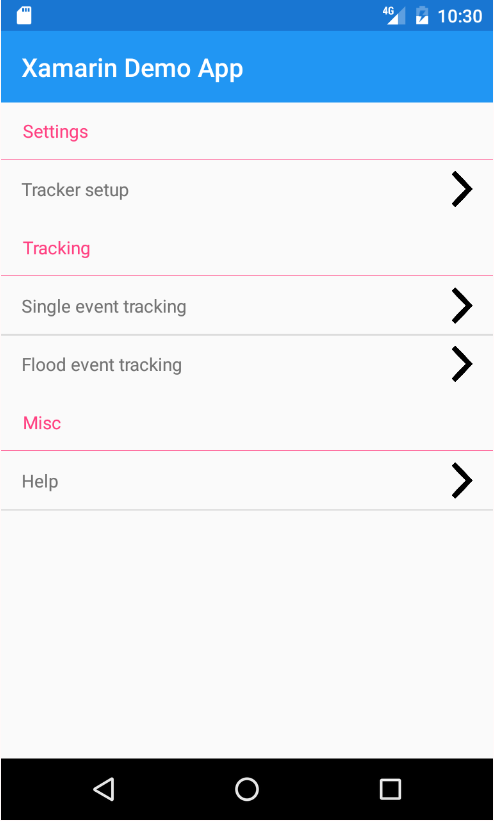 4G 10:30
Xamarin Demo App
Settings
Tracker setup
Tracking
Single event tracking
Flood event tracking
Misc
Help